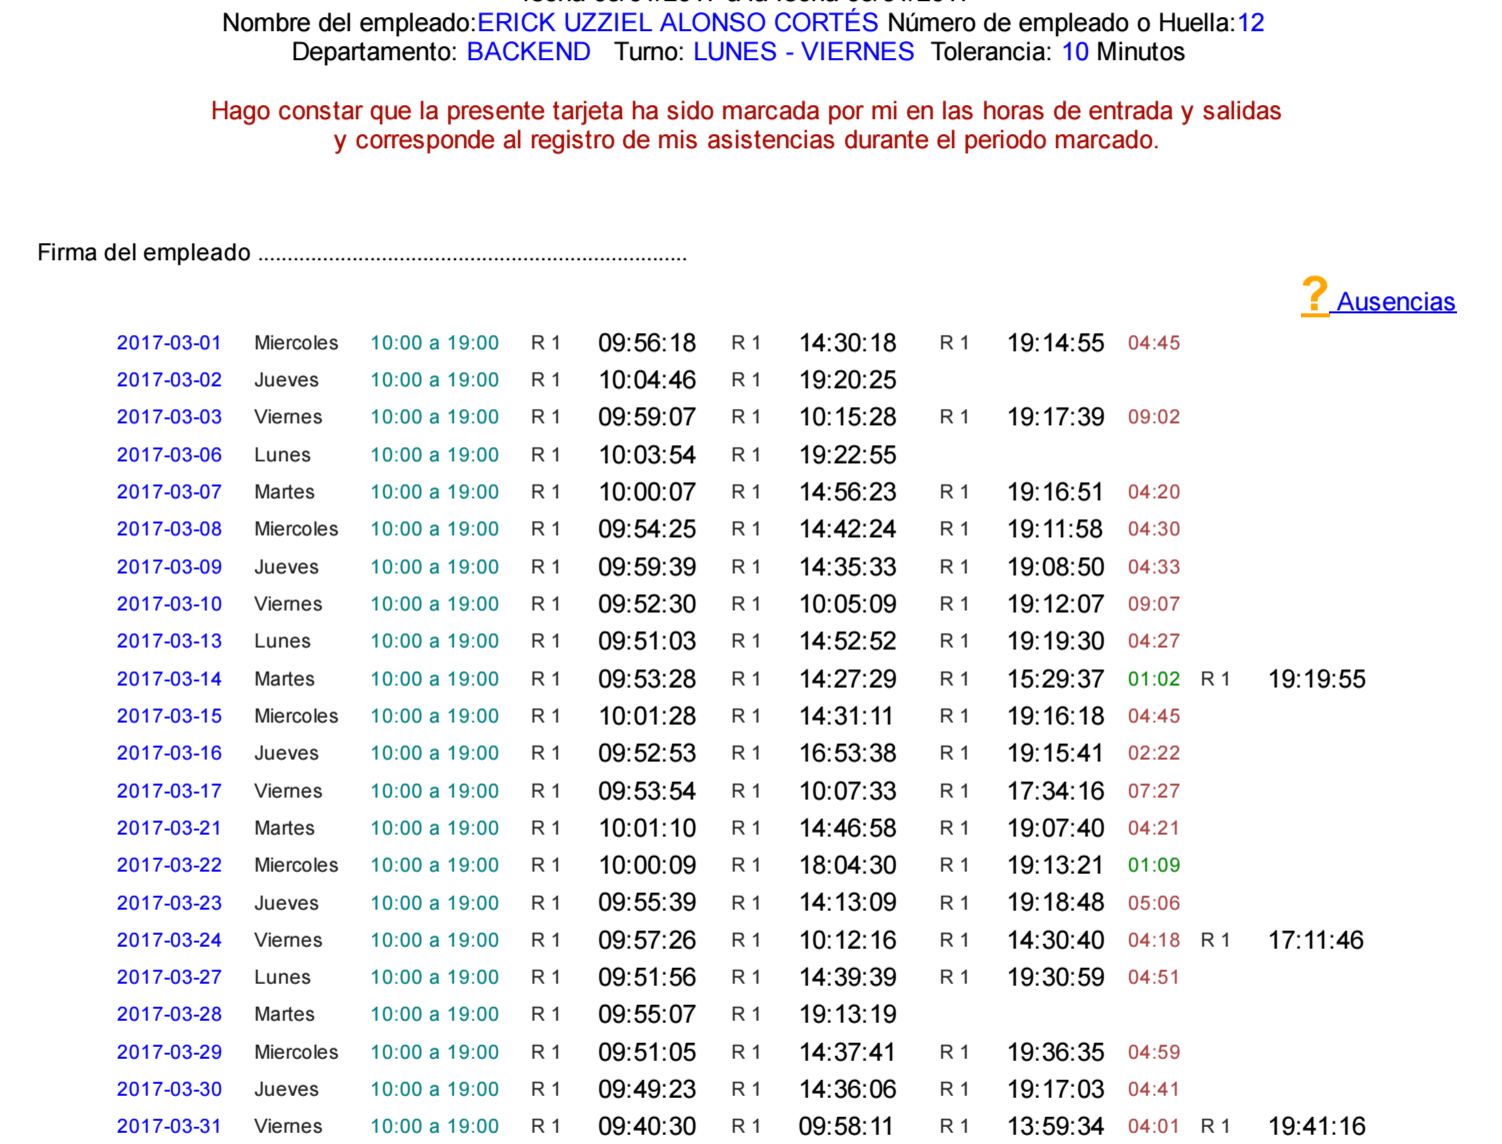 Nombre del empleado:ERICK UZZIEL ALONSO CORTÉS Número de empleado o Huella:12
Departamento: BACKEND Turno: LUNES - VIERNES Tolerancia: 10 Minutos
Hago constar que la presente tarjeta ha sido marcada por mi en las horas de entrada y salidas
y corresponde al registro de mis asistencias durante el periodo marcado.
Firma del empleado ........................................................................
? Ausencias
2017-03-01 Miercoles 10:00 a 19:00 R 1 09:56:18 R 1 14:30:18 R 1 19:14:55 04:45
2017-03-02 Jueves 10:00 a 19:00 R 1 10:04:46 R 1 19:20:25
2017-03-03 Viernes 10:00 a 19:00 R 1 09:59:07 R 1 10:15:28 R 1 19:17:39 09:02
2017-03-06 Lunes 10:00 a 19:00 R 1 10:03:54 R 1 19:22:55
2017-03-07 Martes 10:00 a 19:00 R 1 10:00:07 R 1 14:56:23 R 1 19:16:51 04:20
2017-03-08 Miercoles 10:00 a 19:00 R 1 09:54:25 R 1 14:42:24 R 1 19:11:58 04:30
2017-03-09 Jueves 10:00 a 19:00 R 1 09:59:39 R 1 14:35:33 R 1 19:08:50 04:33
2017-03-10 Viernes 10:00 a 19:00 R 1 09:52:30 R 1 10:05:09 R 1 19:12:07 09:07
2017-03-13 Lunes 10:00 a 19:00 R 1 09:51:03 R 1 14:52:52 R 1 19:19:30 04:27
2017-03-14 Martes 10:00 a 19:00 R 1 09:53:28 R 1 14:27:29 R 1 15:29:37 01:02 R 1 19:19:55
2017-03-15 Miercoles 10:00 a 19:00 R 1 10:01:28 R 1 14:31:11 R 1 19:16:18 04:45
2017-03-16 Jueves 10:00 a 19:00 R 1 09:52:53 R 1 16:53:38 R 1 19:15:41 02:22
2017-03-17 Viernes 10:00 a 19:00 R 1 09:53:54 R 1 10:07:33 R 1 17:34:16 07:27
2017-03-21 Martes 10:00 a 19:00 R 1 10:01:10 R 1 14:46:58 R 1 19:07:40 04:21
2017-03-22 Miercoles 10:00 a 19:00 R 1 10:00:09 R 1 18:04:30 R 1 19:13:21 01:09
2017-03-23 Jueves 10:00 a 19:00 R 1 09:55:39 R 1 14:13:09 R 1 19:18:48 05:06
2017-03-24 Viernes 10:00 a 19:00 R 1 09:57:26 R 1 10:12:16 R 1 14:30:40 04:18 R 1 17:11:46
2017-03-27 Lunes 10:00 a 19:00 R 1 09:51:56 R 1 14:39:39 R 1 19:30:59 04:51
2017-03-28 Martes 10:00 a 19:00 R 1 09:55:07 R 1 19:13:19
2017-03-29 Miercoles 10:00 a 19:00 R 1 09:51:05 R 1 14:37:41 R 1 19:36:35 04:59
2017-03-30 Jueves 10:00 a 19:00 R 1 09:49:23 R 1 14:36:06 R 1 19:17:03 04:41
2017-03-31 Viernes 10:00 a 19:00 R 1 09:40:30 R 1 09:58:11 R 1 13:59:34 04:01 R 1 19:41:16